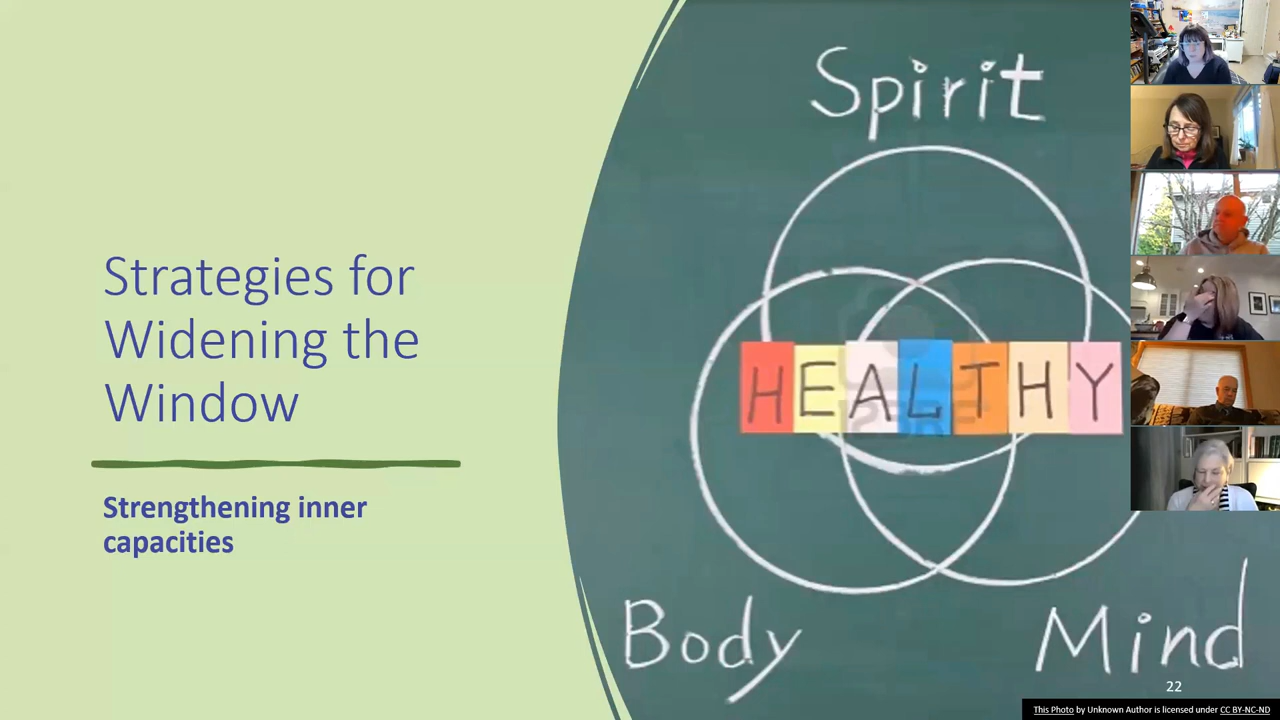 Strategies for
Widening the
Window
Strengthening inner
capacities
Spirit
HEALTHY
Body
Mind
22
This Photo by Unknown Author is licensed under CC BY-NC-ND